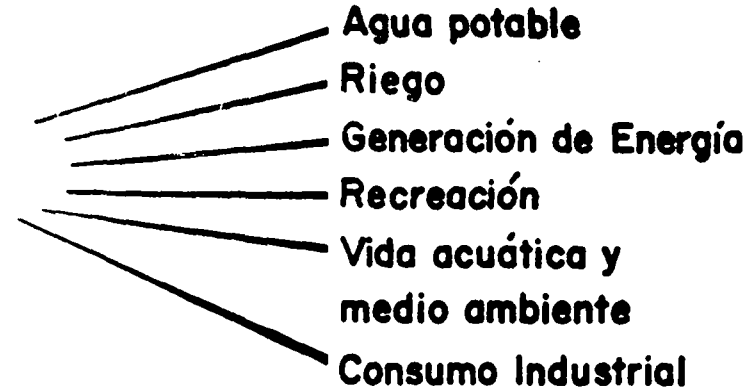 Agua potable
Riego
Generación de Energía
Recreación
Vida acuática y
medio ambiente
Consumo Industrial